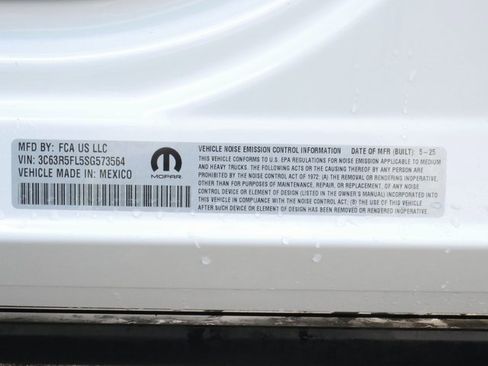 MFD BY: FCA US LLC
VIN: 3C63R5FL5SG573564
VEHICLE MADE IN: MEXICO
MOPAR
VEHICLE NOISE EMISSION CONTROL INFORMATION DATE OF MFR (BUILT): 5-25
THIS VEHICLE CONFORMS TO U.S. EPA REGULATIONS FOR NOISE EMISSION APPLICABLE TO MEDIUM
AND HEAVY TRUCKS. THE FOLLOWING ACTS OR CAUSING THEREOF BY ANY PERSON ARE
PROHIBITED BY THE NOISE CONTROL ACT OF 1972: (A) THE REMOVAL OR RENDERING INOPERATIVE,
OTHER THAN FOR PURPOSES OF MAINTENANCE, REPAIR, OR REPLACEMENT, OF ANY NOISE
CONTROL DEVICE OR ELEMENT OF DESIGN (LISTED IN THE OWNER'S MANUAL) INCORPORATED INTO
THIS VEHICLE IN COMPLIANCE WITH THE NOISE CONTROL ACT; (B) THE USE OF THIS VEHICLE
AFTER SUCH DEVICE OR ELEMENT OF DESIGN HAS BEEN REMOVED OR RENDERED INOPERATIVE.